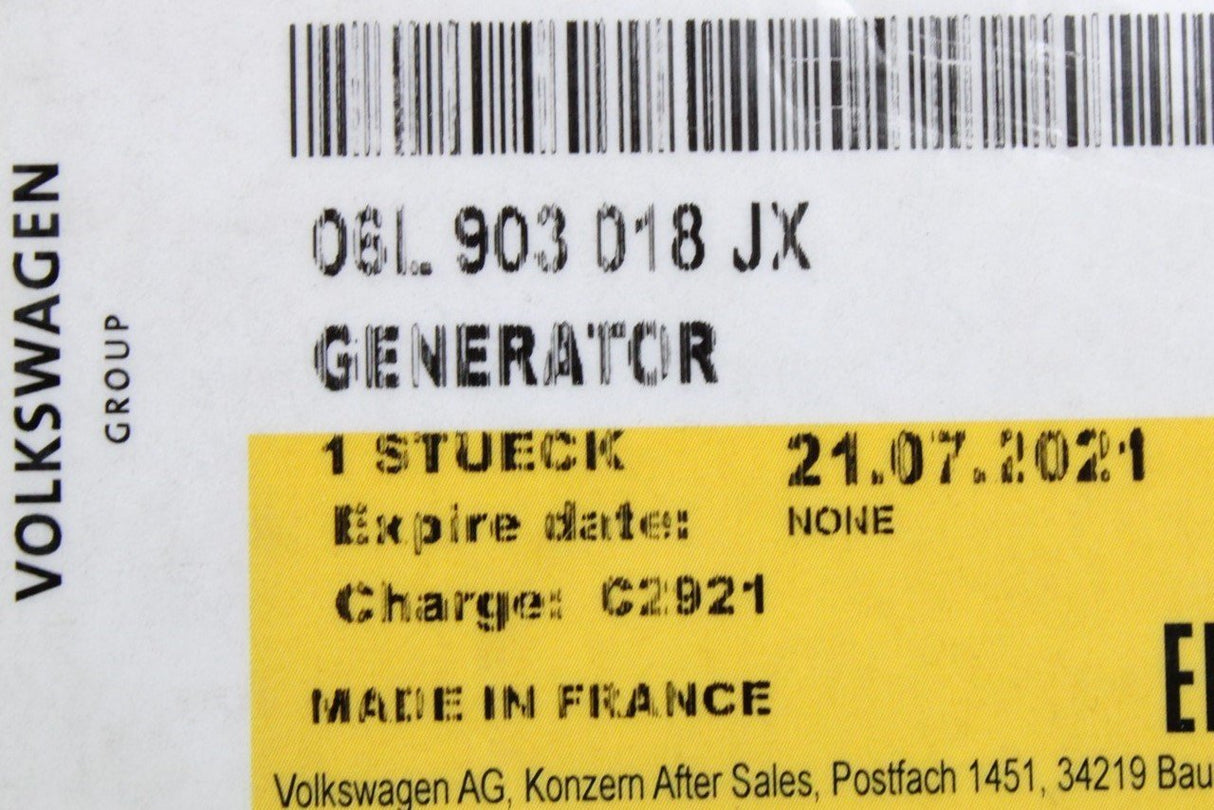 VOLKSWAGEN
GROUP
06L 903 018 JX
GENERATOR
1 STUECK 21.07.2021
Expire date: NONE
Charge: C2921
MADE IN FRANCE
Volkswagen AG, Konzern After Sales, Postfach 1451, 34219